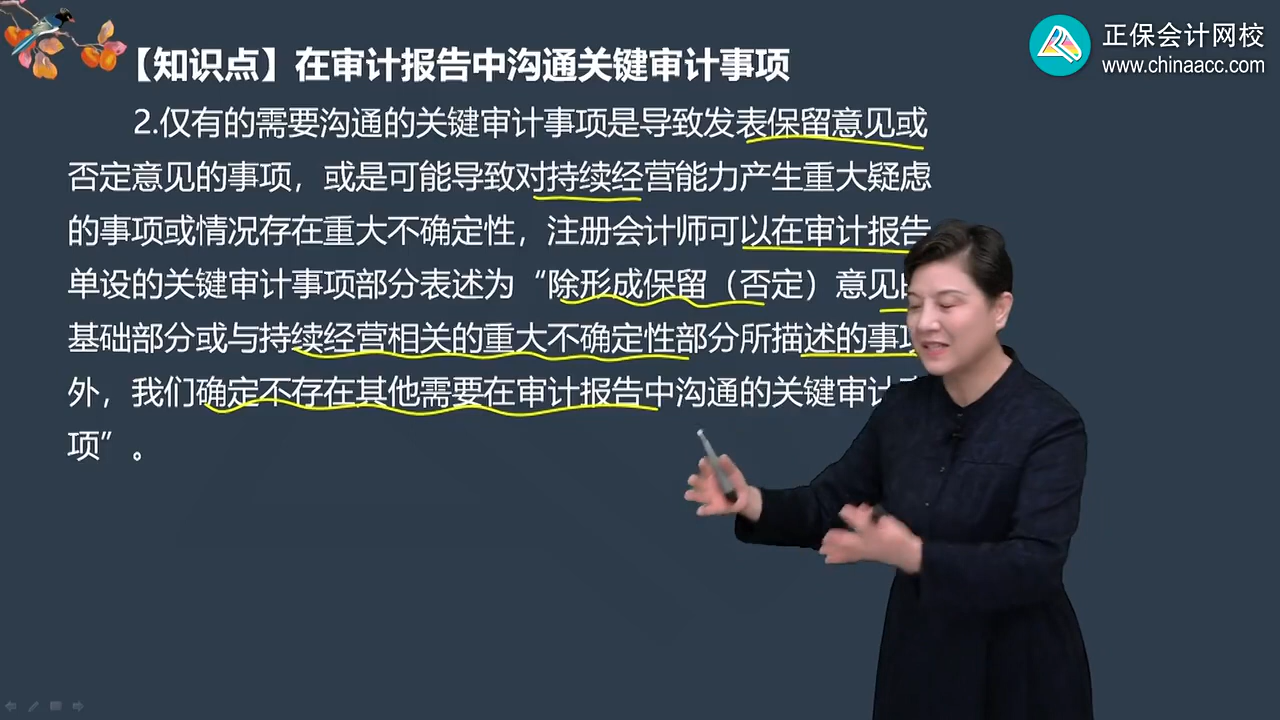 正保会计网校
www.chinaacc.com
【知识点】在审计报告中沟通关键审计事项
2.仅有的需要沟通的关键审计事项是导致发表保留意见或
否定意见的事项，或是可能导致对持续经营能力产生重大疑虑
的事项或情况存在重大不确定性，注册会计师可以在审计报告
单设的关键审计事项部分表述为“除形成保留（否定）意见
基础部分或与持续经营相关的重大不确定性部分所描述的事
外，我们确定不存在其他需要在审计报告中沟通的关键审计
项”。